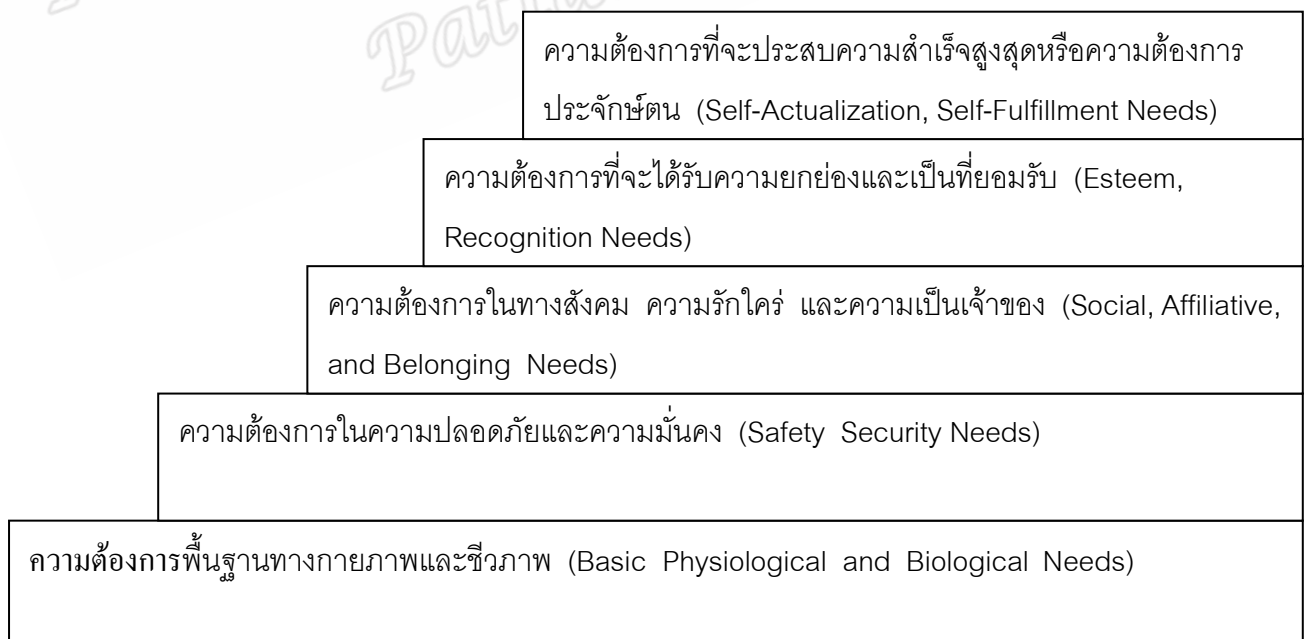 ความต้องการที่จะประสบความสำเร็จสูงสุดหรือความต้องการ
ประจักษ์ตน (Self-Actualization, Self-Fulfillment Needs)
ความต้องการที่จะได้รับความยกย่องและเป็นที่ยอมรับ (Esteem,
Recognition Needs)
ความต้องการในทางสังคม ความรักใคร่ และความเป็นเจ้าของ (Social, Affiliative,
and Belonging Needs)
ความต้องการในความปลอดภัยและความมั่นคง (Safety Security Needs)
ความต้องการพื้นฐานทางกายภาพและชีวภาพ (Basic Physiological and Biological Needs)